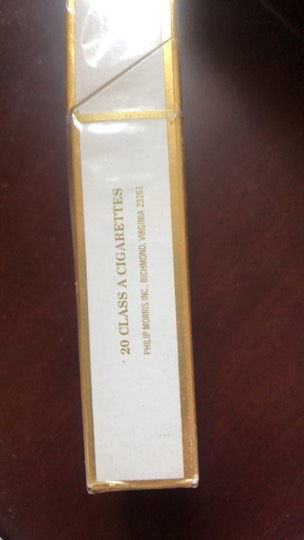 20 CLASS A CIGARETTES
PHILIP MORRIS INC., RICHMOND, VIRGINIA 23261